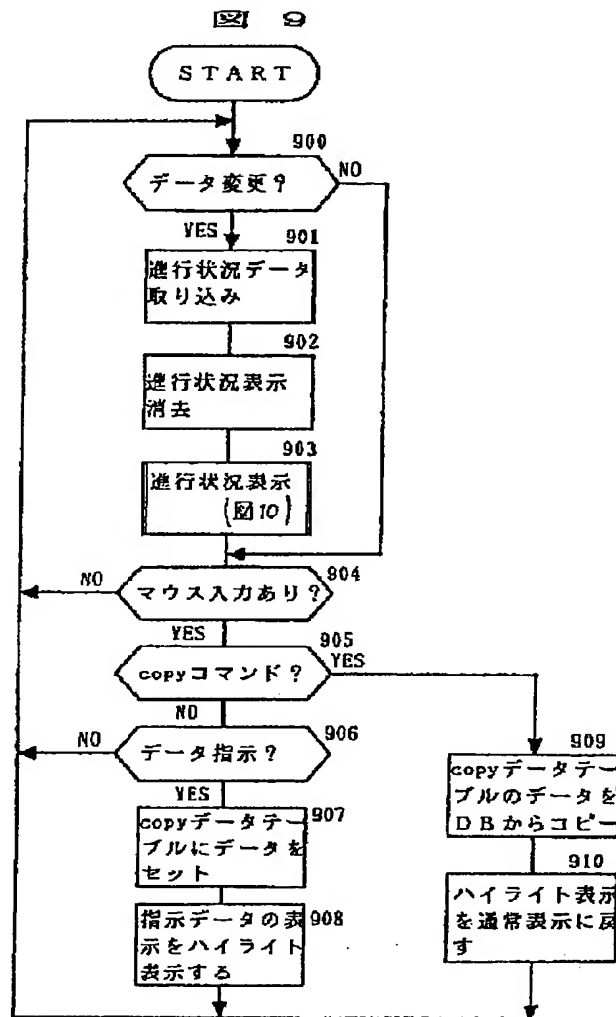 図 9
START
900
データ変更?
NO
YES
901
進行状況データ
取り込み
902
進行状況表示
消去
903
進行状況表示
(図10)
904
マウス入力あり?
NO
YES
905
copyコマンド?
YES
NO
906
データ指示?
NO
YES
907
copyデータテー
ブルにデータを
セット
908
指示データの表
示をハイライト
表示する
909
copyデータテー
ブルのデータを
DBからコピー
910
ハイライト表示
を通常表示に戻
す